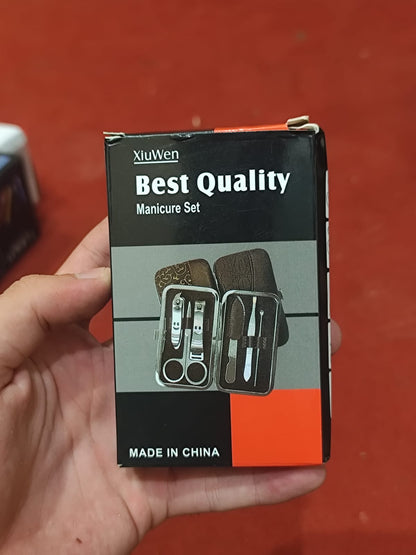 XiuWen
Best Quality
Manicure Set
MADE IN CHINA